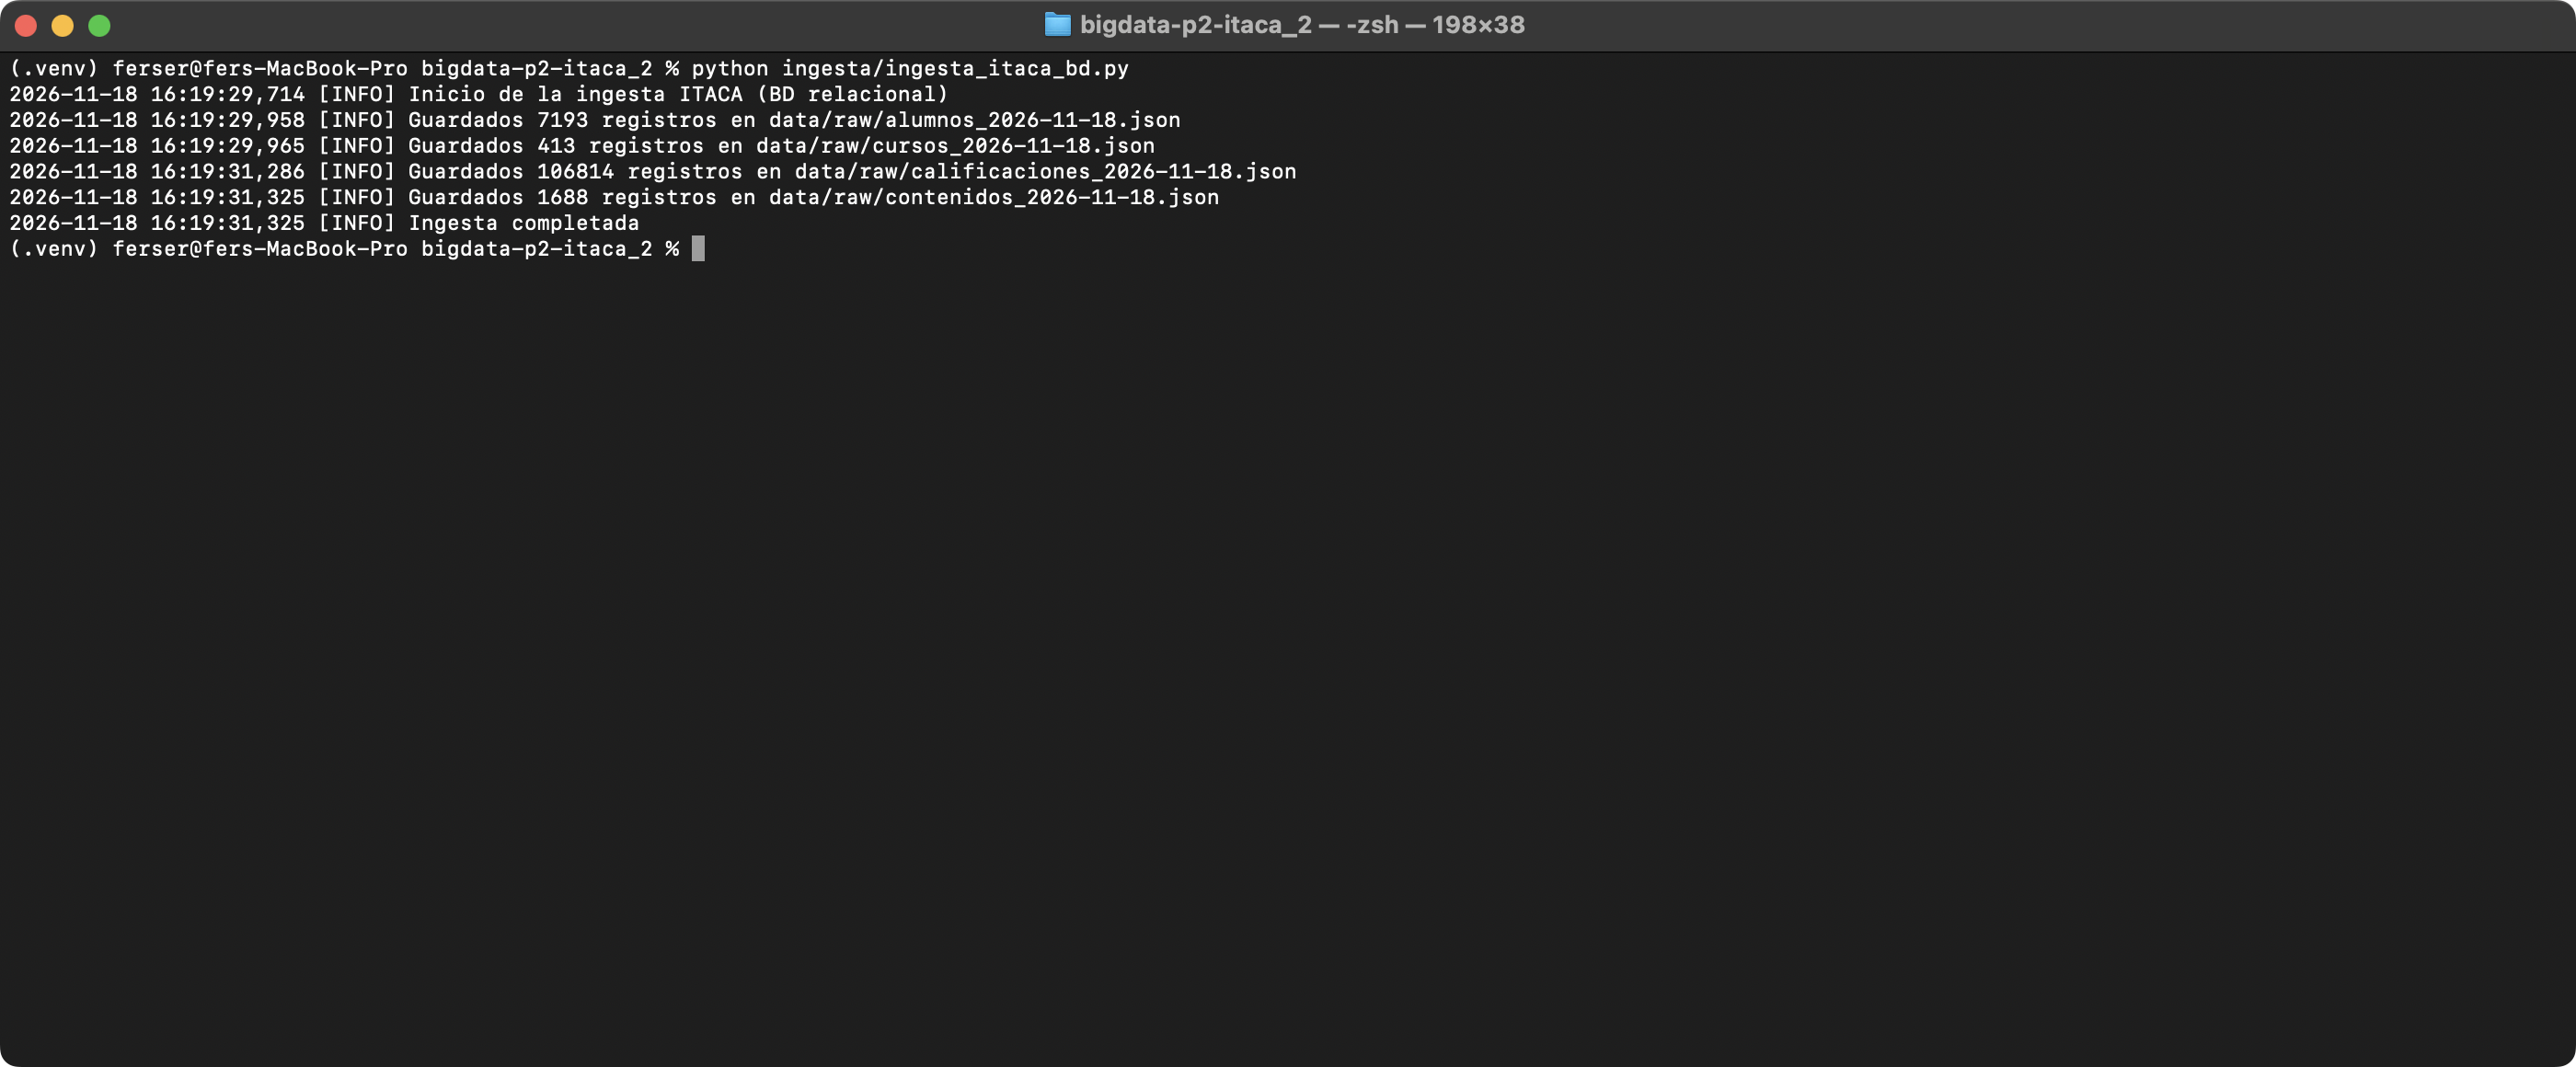 bigdata-p2-itaca_2 — -zsh — 198×38
(.venv) ferser@fers-MacBook-Pro bigdata-p2-itaca_2 % python ingesta/ingesta_itaca_bd.py
2026-11-18 16:19:29,714 [INFO] Inicio de la ingesta ITACA (BD relacional)
2026-11-18 16:19:29,958 [INFO] Guardados 7193 registros en data/raw/alumnos_2026-11-18.json
2026-11-18 16:19:29,965 [INFO] Guardados 413 registros en data/raw/cursos_2026-11-18.json
2026-11-18 16:19:31,286 [INFO] Guardados 106814 registros en data/raw/calificaciones_2026-11-18.json
2026-11-18 16:19:31,325 [INFO] Guardados 1688 registros en data/raw/contenidos_2026-11-18.json
2026-11-18 16:19:31,325 [INFO] Ingesta completada
(.venv) ferser@fers-MacBook-Pro bigdata-p2-itaca_2 %